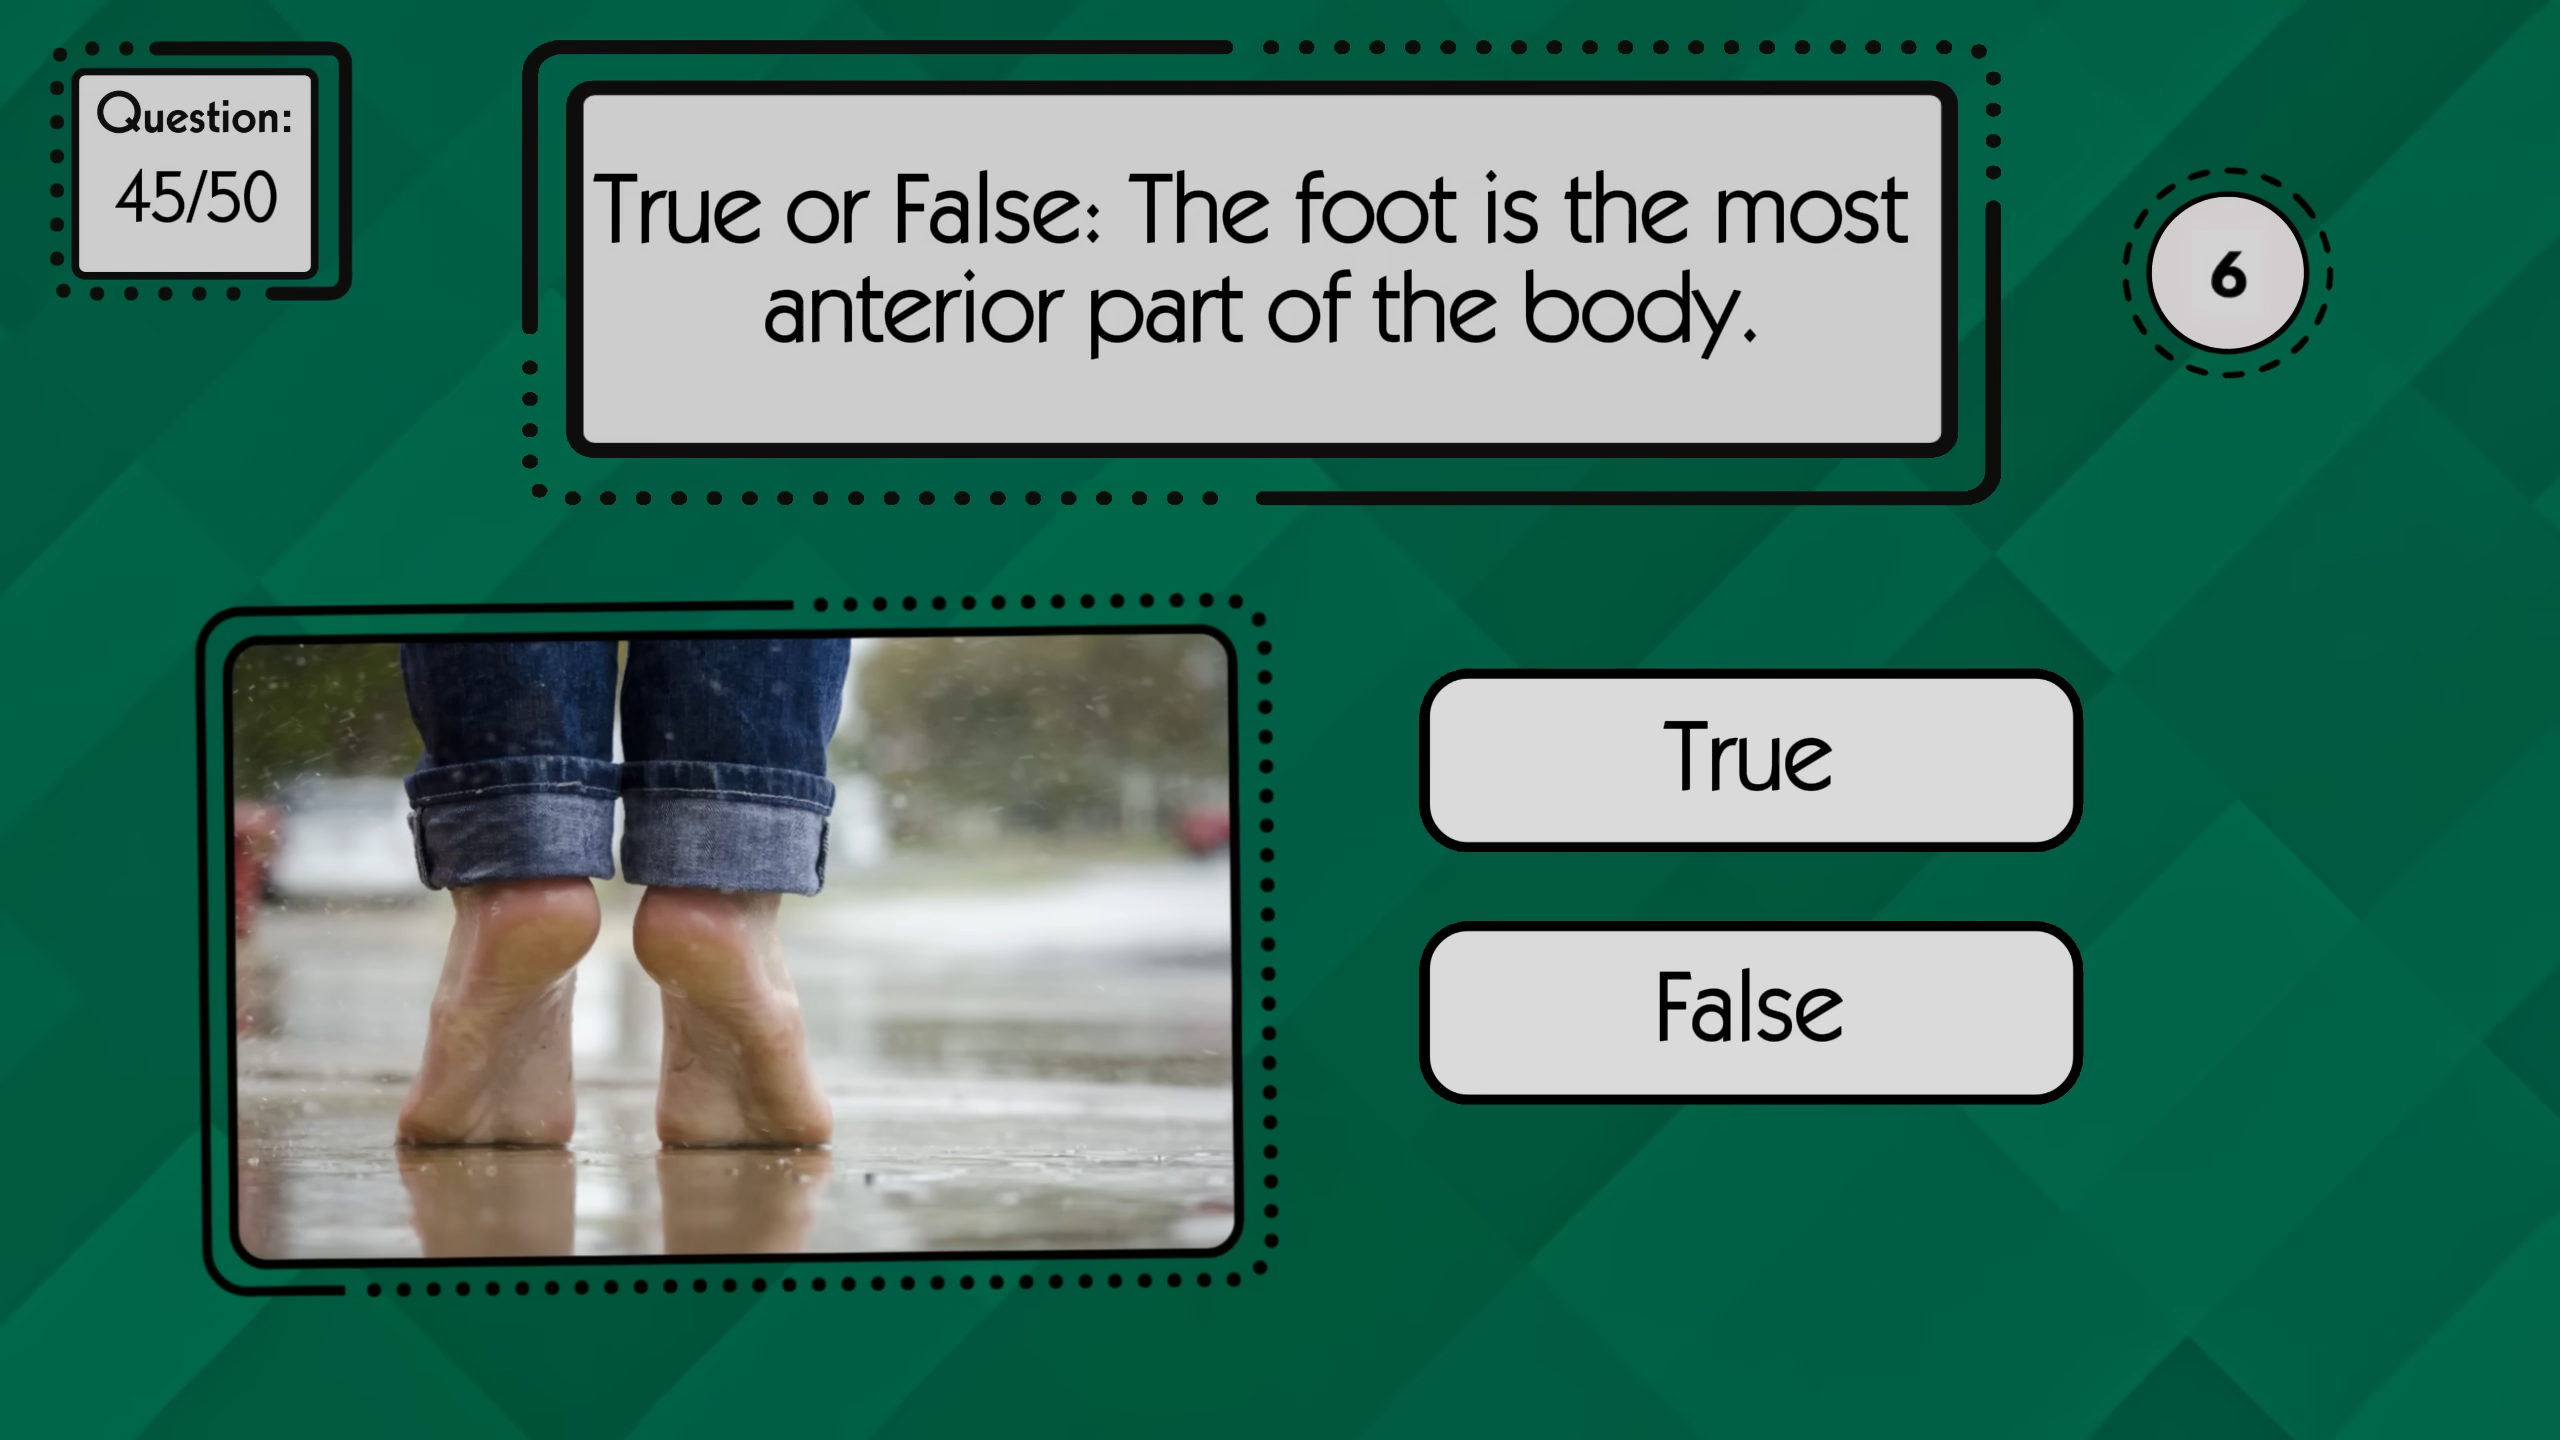 Question:
45/50
True or False: The foot is the most
anterior part of the body.
6
True
False